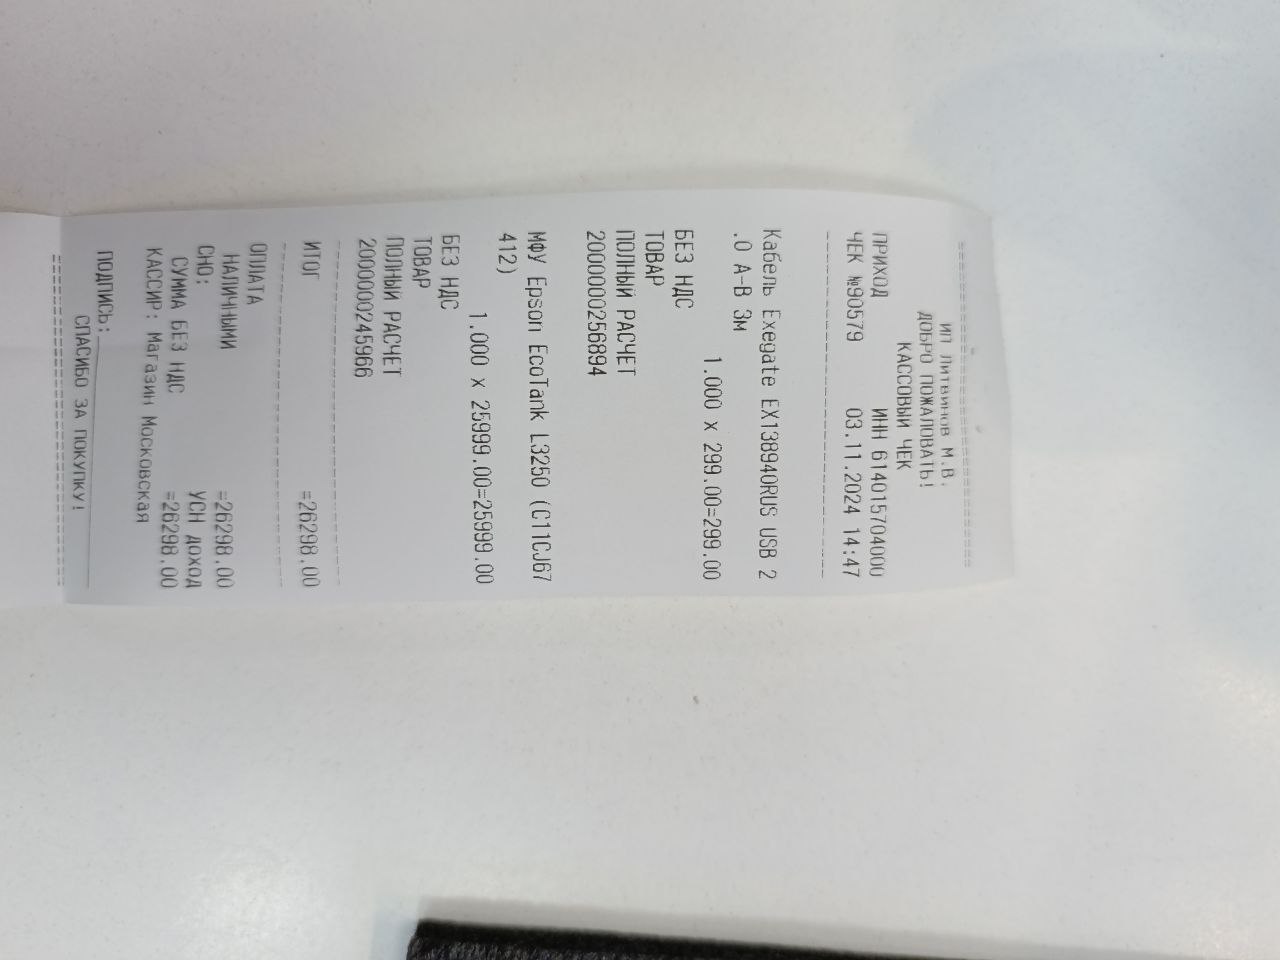 ИП Литвинов М.В.
ДОБРО ПОЖАЛОВАТЬ!
КАССОВЫЙ ЧЕК
ПРИХОД ИНН 614015704000
ЧЕК №90579 03.11.2024 14:47
Кабель Exegate EX138940RUS USB 2
.0 A-B 3м
1.000 x 299.00=299.00
БЕЗ НДС
ТОВАР
ПОЛНЫЙ РАСЧЕТ
2000000256894
МФУ Epson EcoTank L3250 (C11CJ67
412)
1.000 x 25999.00=25999.00
БЕЗ НДС
ТОВАР
ПОЛНЫЙ РАСЧЕТ
2000000245966
ИТОГ =26298.00
ОПЛАТА
НАЛИЧНЫМИ =26298.00
СНО: УСН ДОХОД
СУММА БЕЗ НДС =26298.00
КАССИР: Магазин Московская
ПОДПИСЬ:
СПАСИБО ЗА ПОКУПКУ!